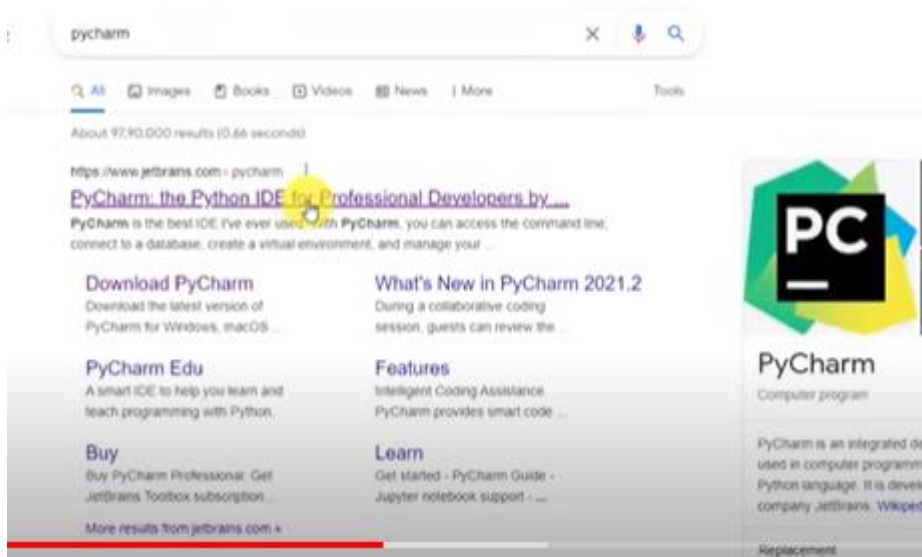 pycharm
All Images Books Videos News More Tools
About 97,90,000 results (0.66 seconds)
https://www.jetbrains.com › pycharm
PyCharm: the Python IDE for Professional Developers by ...
PyCharm is the best IDE I've ever used. With PyCharm, you can access the command line,
connect to a database, create a virtual environment, and manage your ...
Download PyCharm
Download the latest version of
PyCharm for Windows, macOS ...
What's New in PyCharm 2021.2
During a collaborative coding
session, guests can review the ...
PyCharm Edu
A smart IDE to help you learn and
teach programming with Python.
Features
Intelligent Coding Assistance
PyCharm provides smart code ...
Buy
Buy PyCharm Professional: Get
JetBrains Toolbox subscription ...
Learn
Get started - PyCharm Guide -
Jupyter notebook support - ...
More results from jetbrains.com »
PC
PyCharm
Computer program
PyCharm is an integrated de
used in computer programm
Python language. It is devel
company JetBrains. Wikiped
Replacement